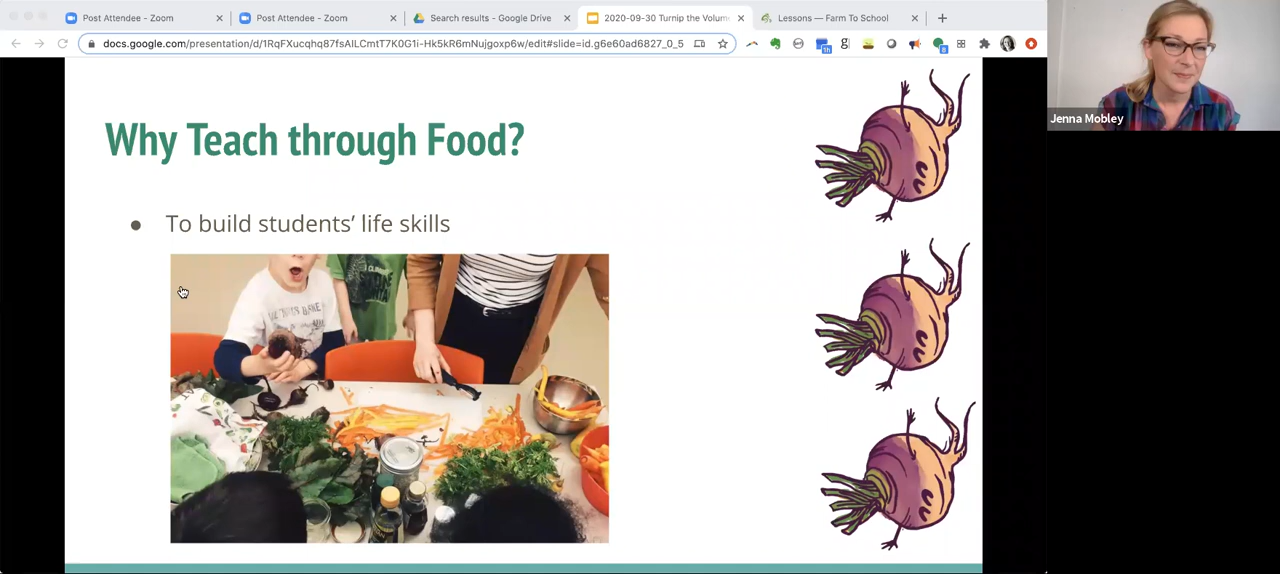 Post Attendee - Zoom
Post Attendee - Zoom
Search results - Google Drive
2020-09-30 Turnip the Volum
Lessons — Farm To School
docs.google.com/presentation/d/1RqFXucqhq87fsAILCmtT7K0G1i-Hk5kR6mNujgoxp6w/edit#slide=id.g6e60ad6827_0_5
Jenna Mobley
Why Teach through Food?
● To build students’ life skills